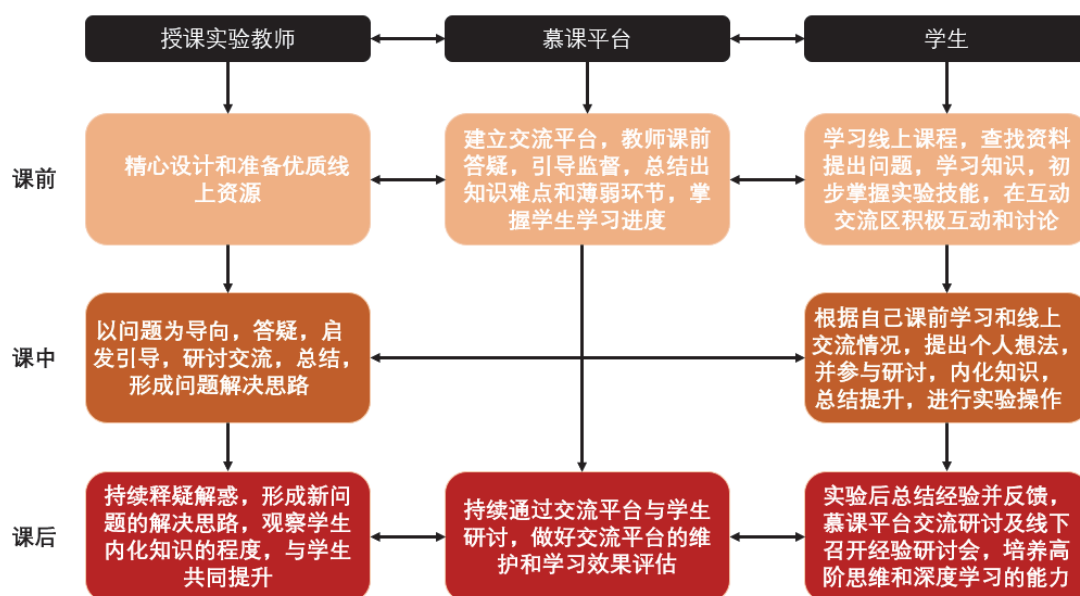 授课实验教师
慕课平台
学生
课前
精心设计和准备优质线
上资源
建立交流平台，教师课前
答疑，引导监督，总结出
知识难点和薄弱环节，掌
握学生学习进度
学习线上课程，查找资料
提出问题，学习知识，初
步掌握实验技能，在互动
交流区积极互动和讨论
课中
以问题为导向，答疑，启
发引导，研讨交流，总结，
形成问题解决思路
根据自己课前学习和线上
交流情况，提出个人想法，
并参与研讨，内化知识，
总结提升，进行实验操作
课后
持续释疑解惑，形成新问
题的解决思路，观察学生
内化知识的程度，与学生
共同提升
持续通过交流平台与学生
研讨，做好交流平台的维
护和学习效果评估
实验后总结经验并反馈，
慕课平台交流研讨及线下
召开经验研讨会，培养高
阶思维和深度学习的能力